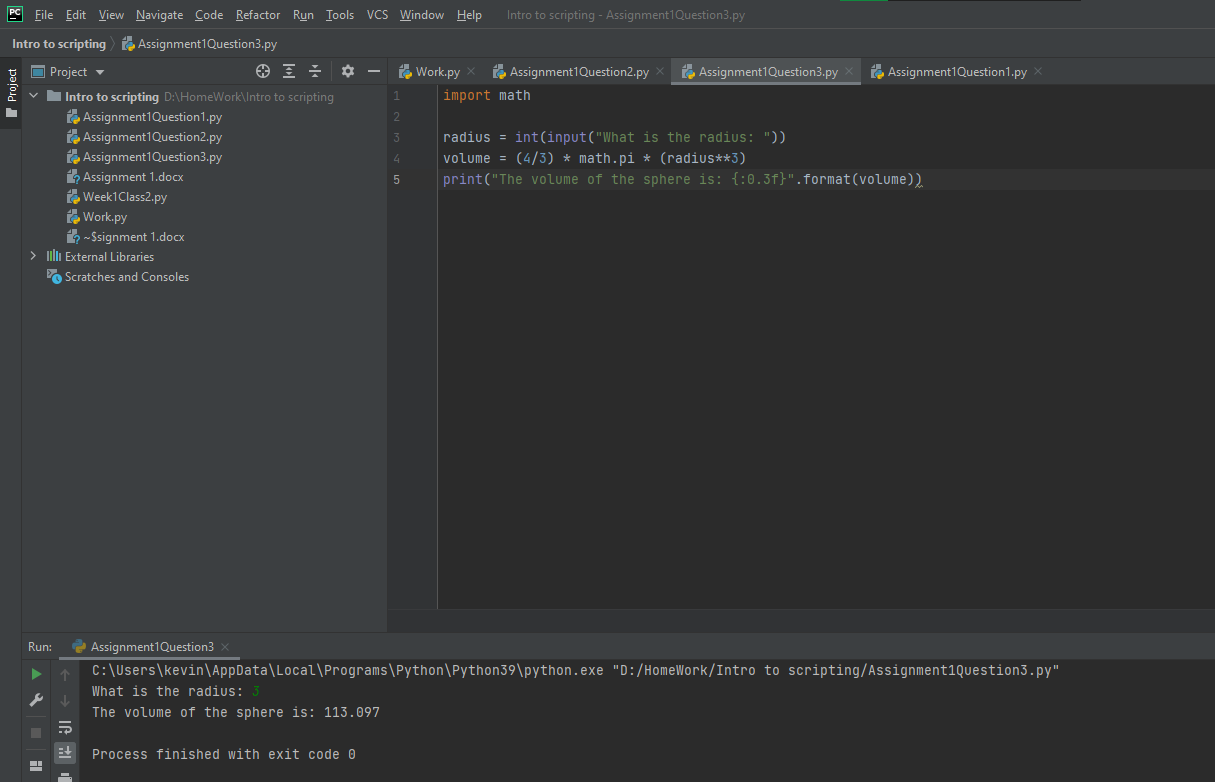 PC File Edit View Navigate Code Refactor Run Tools VCS Window Help Intro to scripting - Assignment1Question3.py
Intro to scripting Assignment1Question3.py
Project
Project
Work.py Assignment1Question2.py Assignment1Question3.py Assignment1Question1.py
Intro to scripting D:\HomeWork\Intro to scripting
Assignment1Question1.py
Assignment1Question2.py
Assignment1Question3.py
Assignment 1.docx
Week1Class2.py
Work.py
~$signment 1.docx
External Libraries
Scratches and Consoles
1 import math
2
3 radius = int(input("What is the radius: "))
4 volume = (4/3) * math.pi * (radius**3)
5 print("The volume of the sphere is: {:0.3f}".format(volume))
Run: Assignment1Question3
C:\Users\kevin\AppData\Local\Programs\Python\Python39\python.exe "D:/HomeWork/Intro to scripting/Assignment1Question3.py"
What is the radius: 3
The volume of the sphere is: 113.097
Process finished with exit code 0